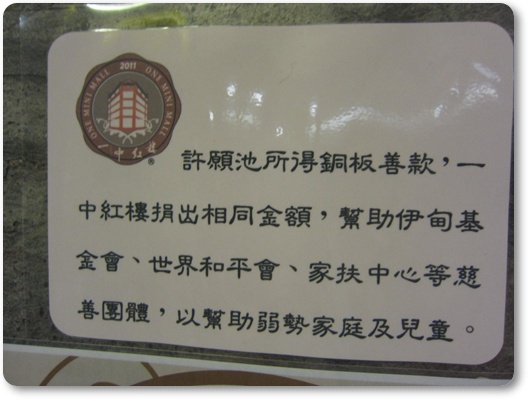 2011
ONE MINI MALL ONE MINI MALL
一中紅樓
®
許願池所得銅板善款，一
中紅樓捐出相同金額，幫助伊甸基
金會、世界和平會、家扶中心等慈
善團體，以幫助弱勢家庭及兒童。